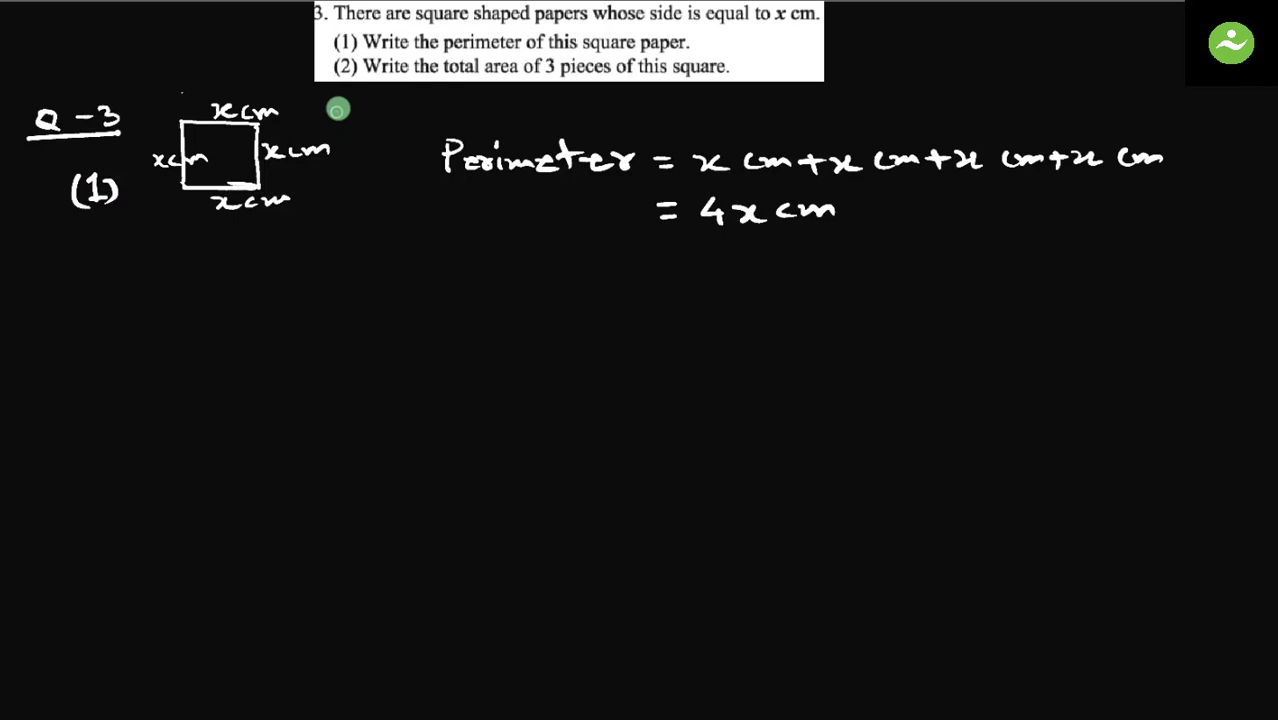 3. There are square shaped papers whose side is equal to x cm.
(1) Write the perimeter of this square paper.
(2) Write the total area of 3 pieces of this square.
Q - 3
(1)
x cm
x cm
x cm
x cm
Perimeter = x cm + x cm + x cm + x cm
= 4x cm